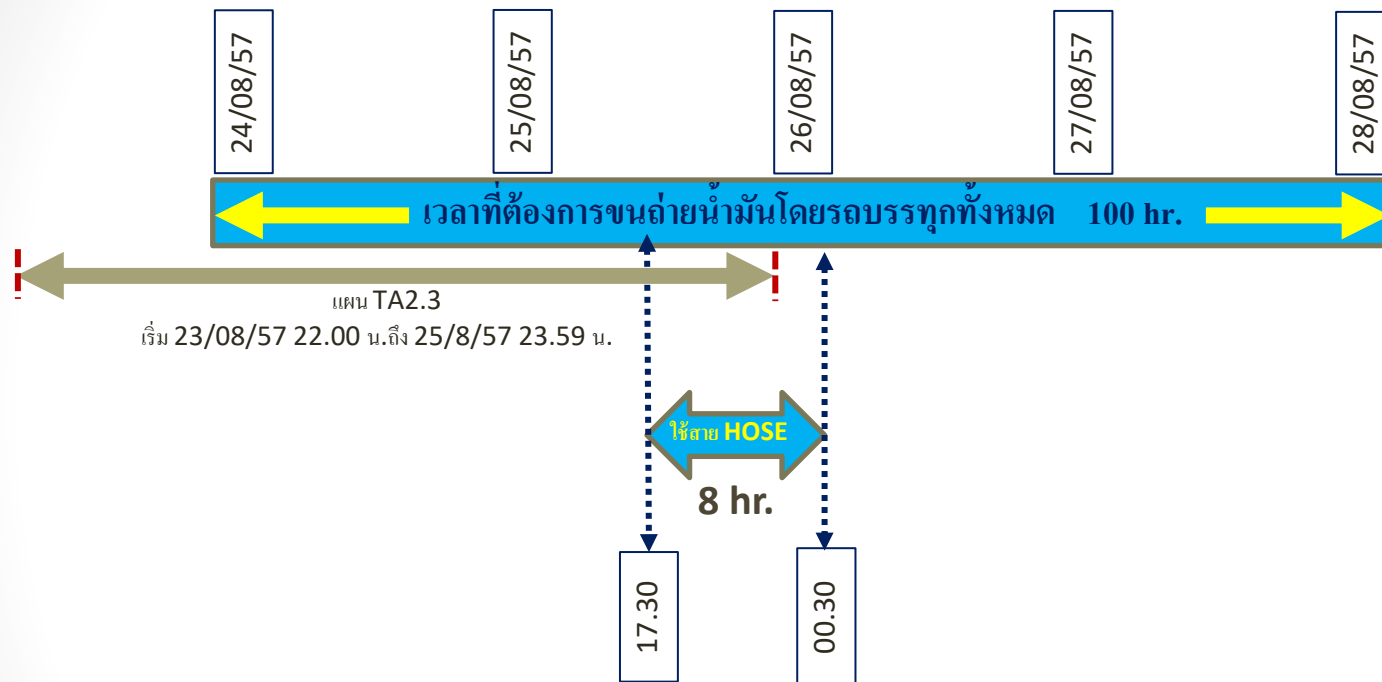 24/08/57
25/08/57
26/08/57
27/08/57
28/08/57
เวลาที่ต้องการขนถ่ายน้ำมันโดยรถบรรทุกทั้งหมด 100 hr.
แผน TA2.3
เริ่ม 23/08/57 22.00 น.ถึง 25/8/57 23.59 น.
ใช้สาย HOSE
8 hr.
17.30
00.30